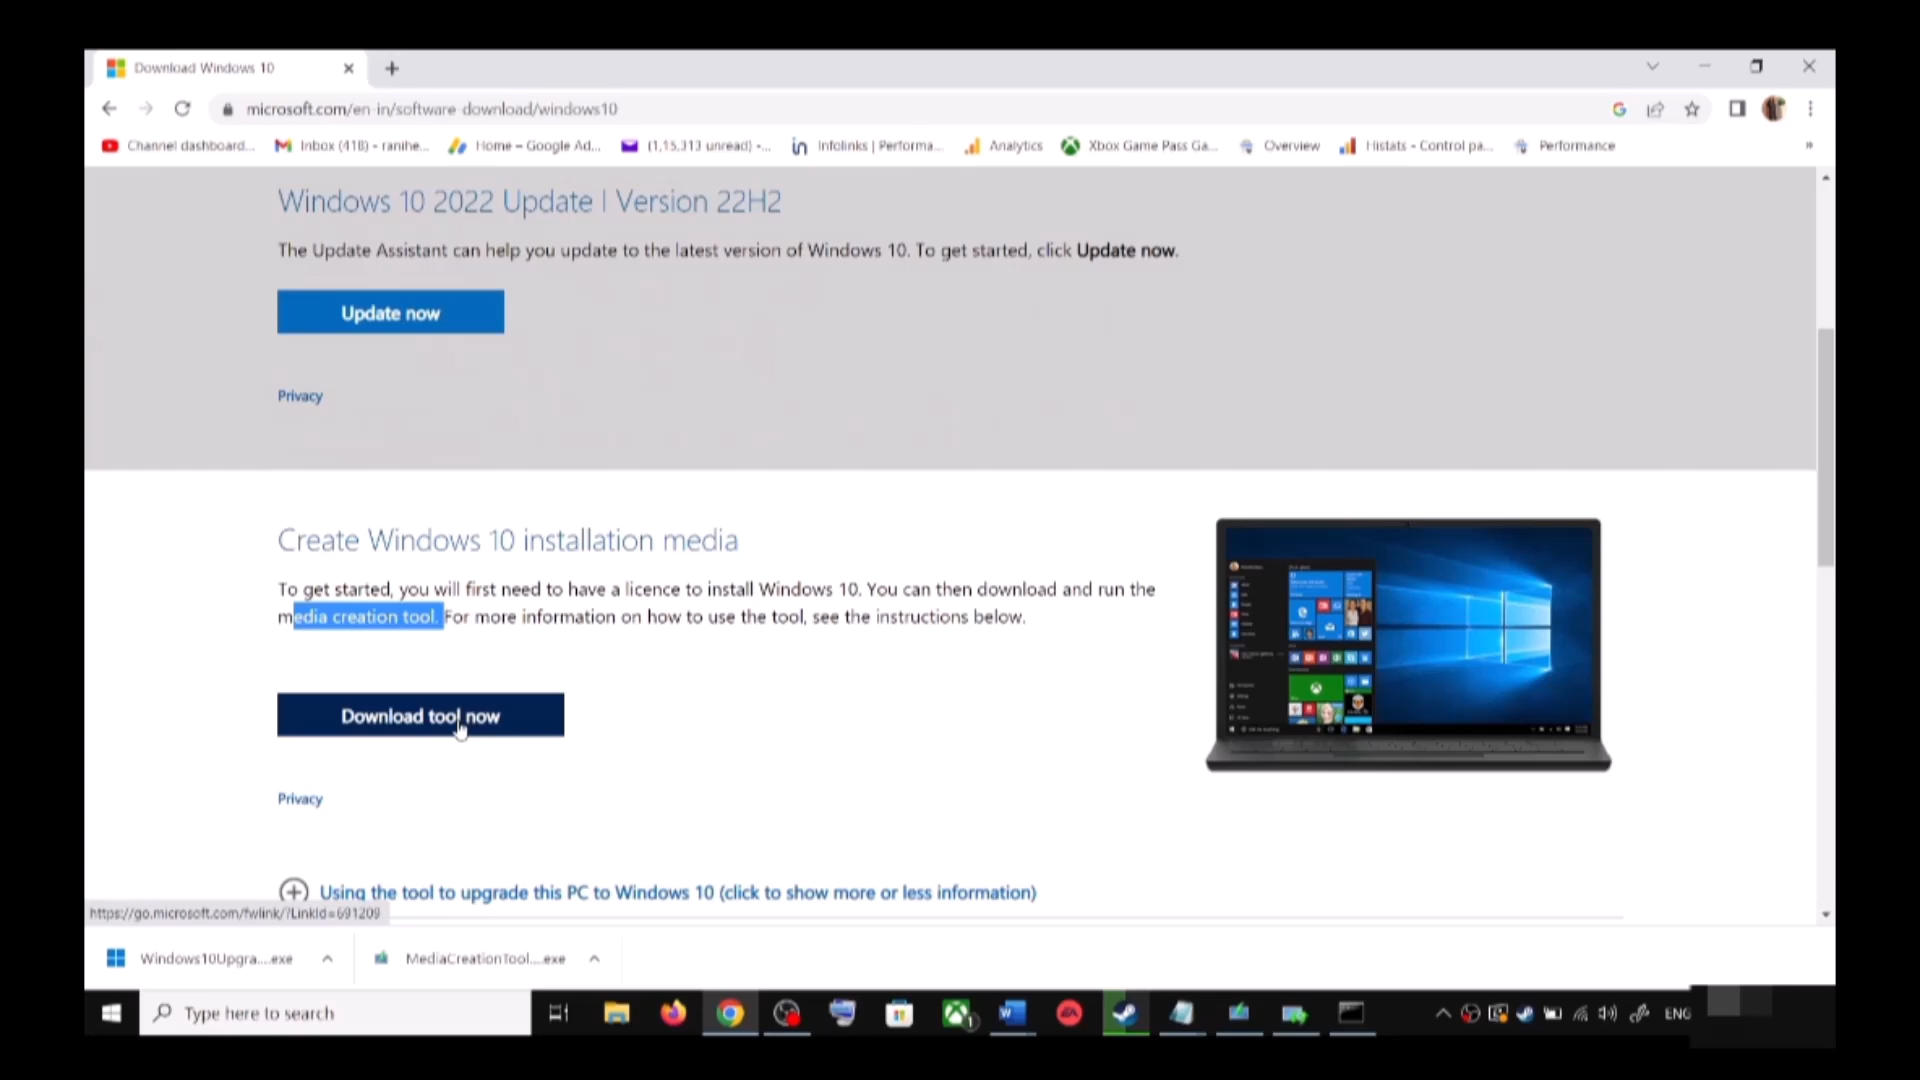 Download Windows 10
microsoft.com/en-in/software-download/windows10
Channel dashboard...
Inbox (418) - ranihe...
Home – Google Ad...
(1,15,313 unread) -...
Infolinks | Performa...
Analytics
Xbox Game Pass Ga...
Overview
Histats - Control pa...
Performance
»
Windows 10 2022 Update | Version 22H2
The Update Assistant can help you update to the latest version of Windows 10. To get started, click Update now.
Update now
Privacy
Create Windows 10 installation media
To get started, you will first need to have a licence to install Windows 10. You can then download and run the
media creation tool. For more information on how to use the tool, see the instructions below.
Download tool now
Privacy
Using the tool to upgrade this PC to Windows 10 (click to show more or less information)
https://go.microsoft.com/fwlink/?LinkId=691209
Windows10Upgra....exe
MediaCreationTool....exe
Type here to search
ENG